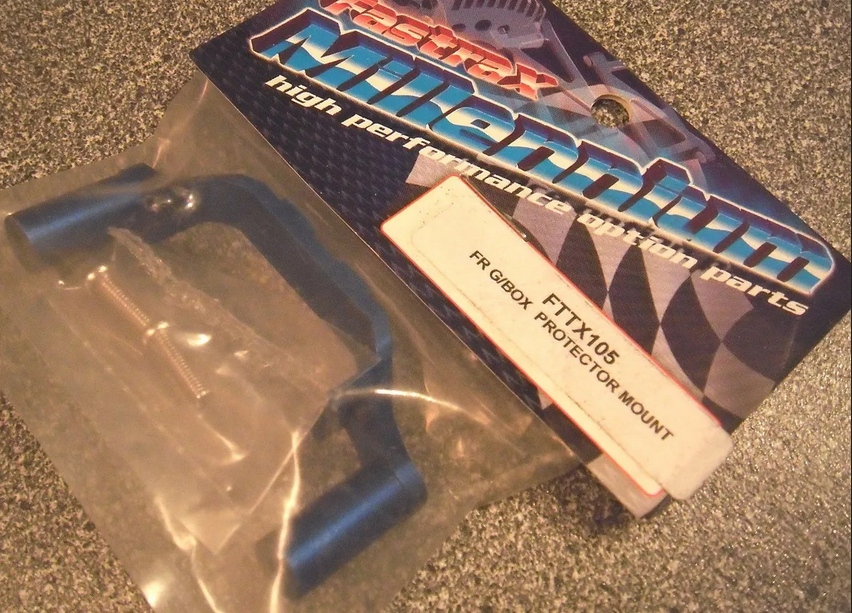 Fastrax
Millennium
high performance option parts
FTTX105
FR G/BOX PROTECTOR MOUNT